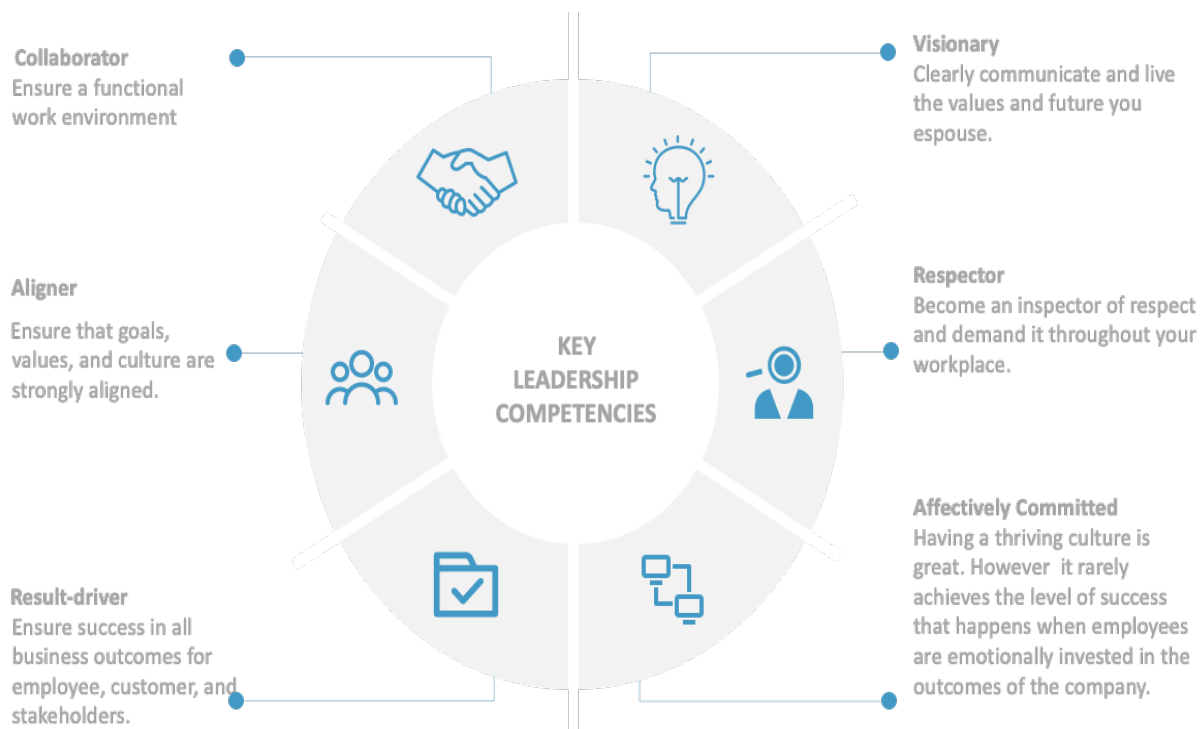 Collaborator
Ensure a functional
work environment
Visionary
Clearly communicate and live
the values and future you
espouse.
Aligner
Ensure that goals,
values, and culture are
strongly aligned.
KEY
LEADERSHIP
COMPETENCIES
Respector
Become an inspector of respect
and demand it throughout your
workplace.
Result-driver
Ensure success in all
business outcomes for
employee, customer, and
stakeholders.
Affectively Committed
Having a thriving culture is
great. However it rarely
achieves the level of success
that happens when employees
are emotionally invested in the
outcomes of the company.